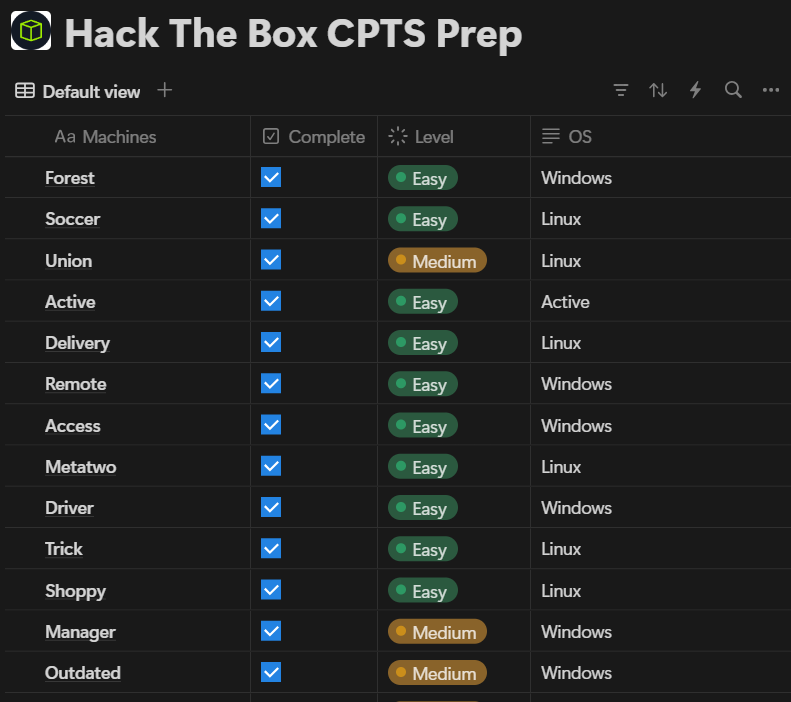 Hack The Box CPTS Prep
Default view
Aa Machines Complete Level OS
Forest Easy Windows
Soccer Easy Linux
Union Medium Linux
Active Easy Active
Delivery Easy Linux
Remote Easy Windows
Access Easy Windows
Metatwo Easy Linux
Driver Easy Windows
Trick Easy Linux
Shoppy Easy Linux
Manager Medium Windows
Outdated Medium Windows